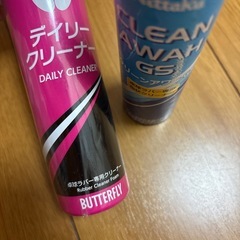 デイリー
クリーナー
DAILY CLEANER
卓球ラバー専用クリーナー
Rubber Cleaner Foam
BUTTERFLY
Nittaku
CLEAN
AWAH
GS